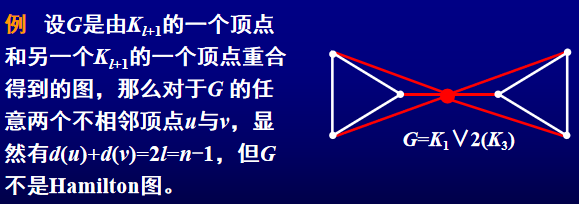 例 设G是由Kl+1的一个顶点
和另一个Kl+1的一个顶点重合
得到的图，那么对于G 的任
意两个不相邻顶点u与v，显
然有d(u)+d(v)=2l=n−1，但G
不是Hamilton图。
G=K1∨2(K3)